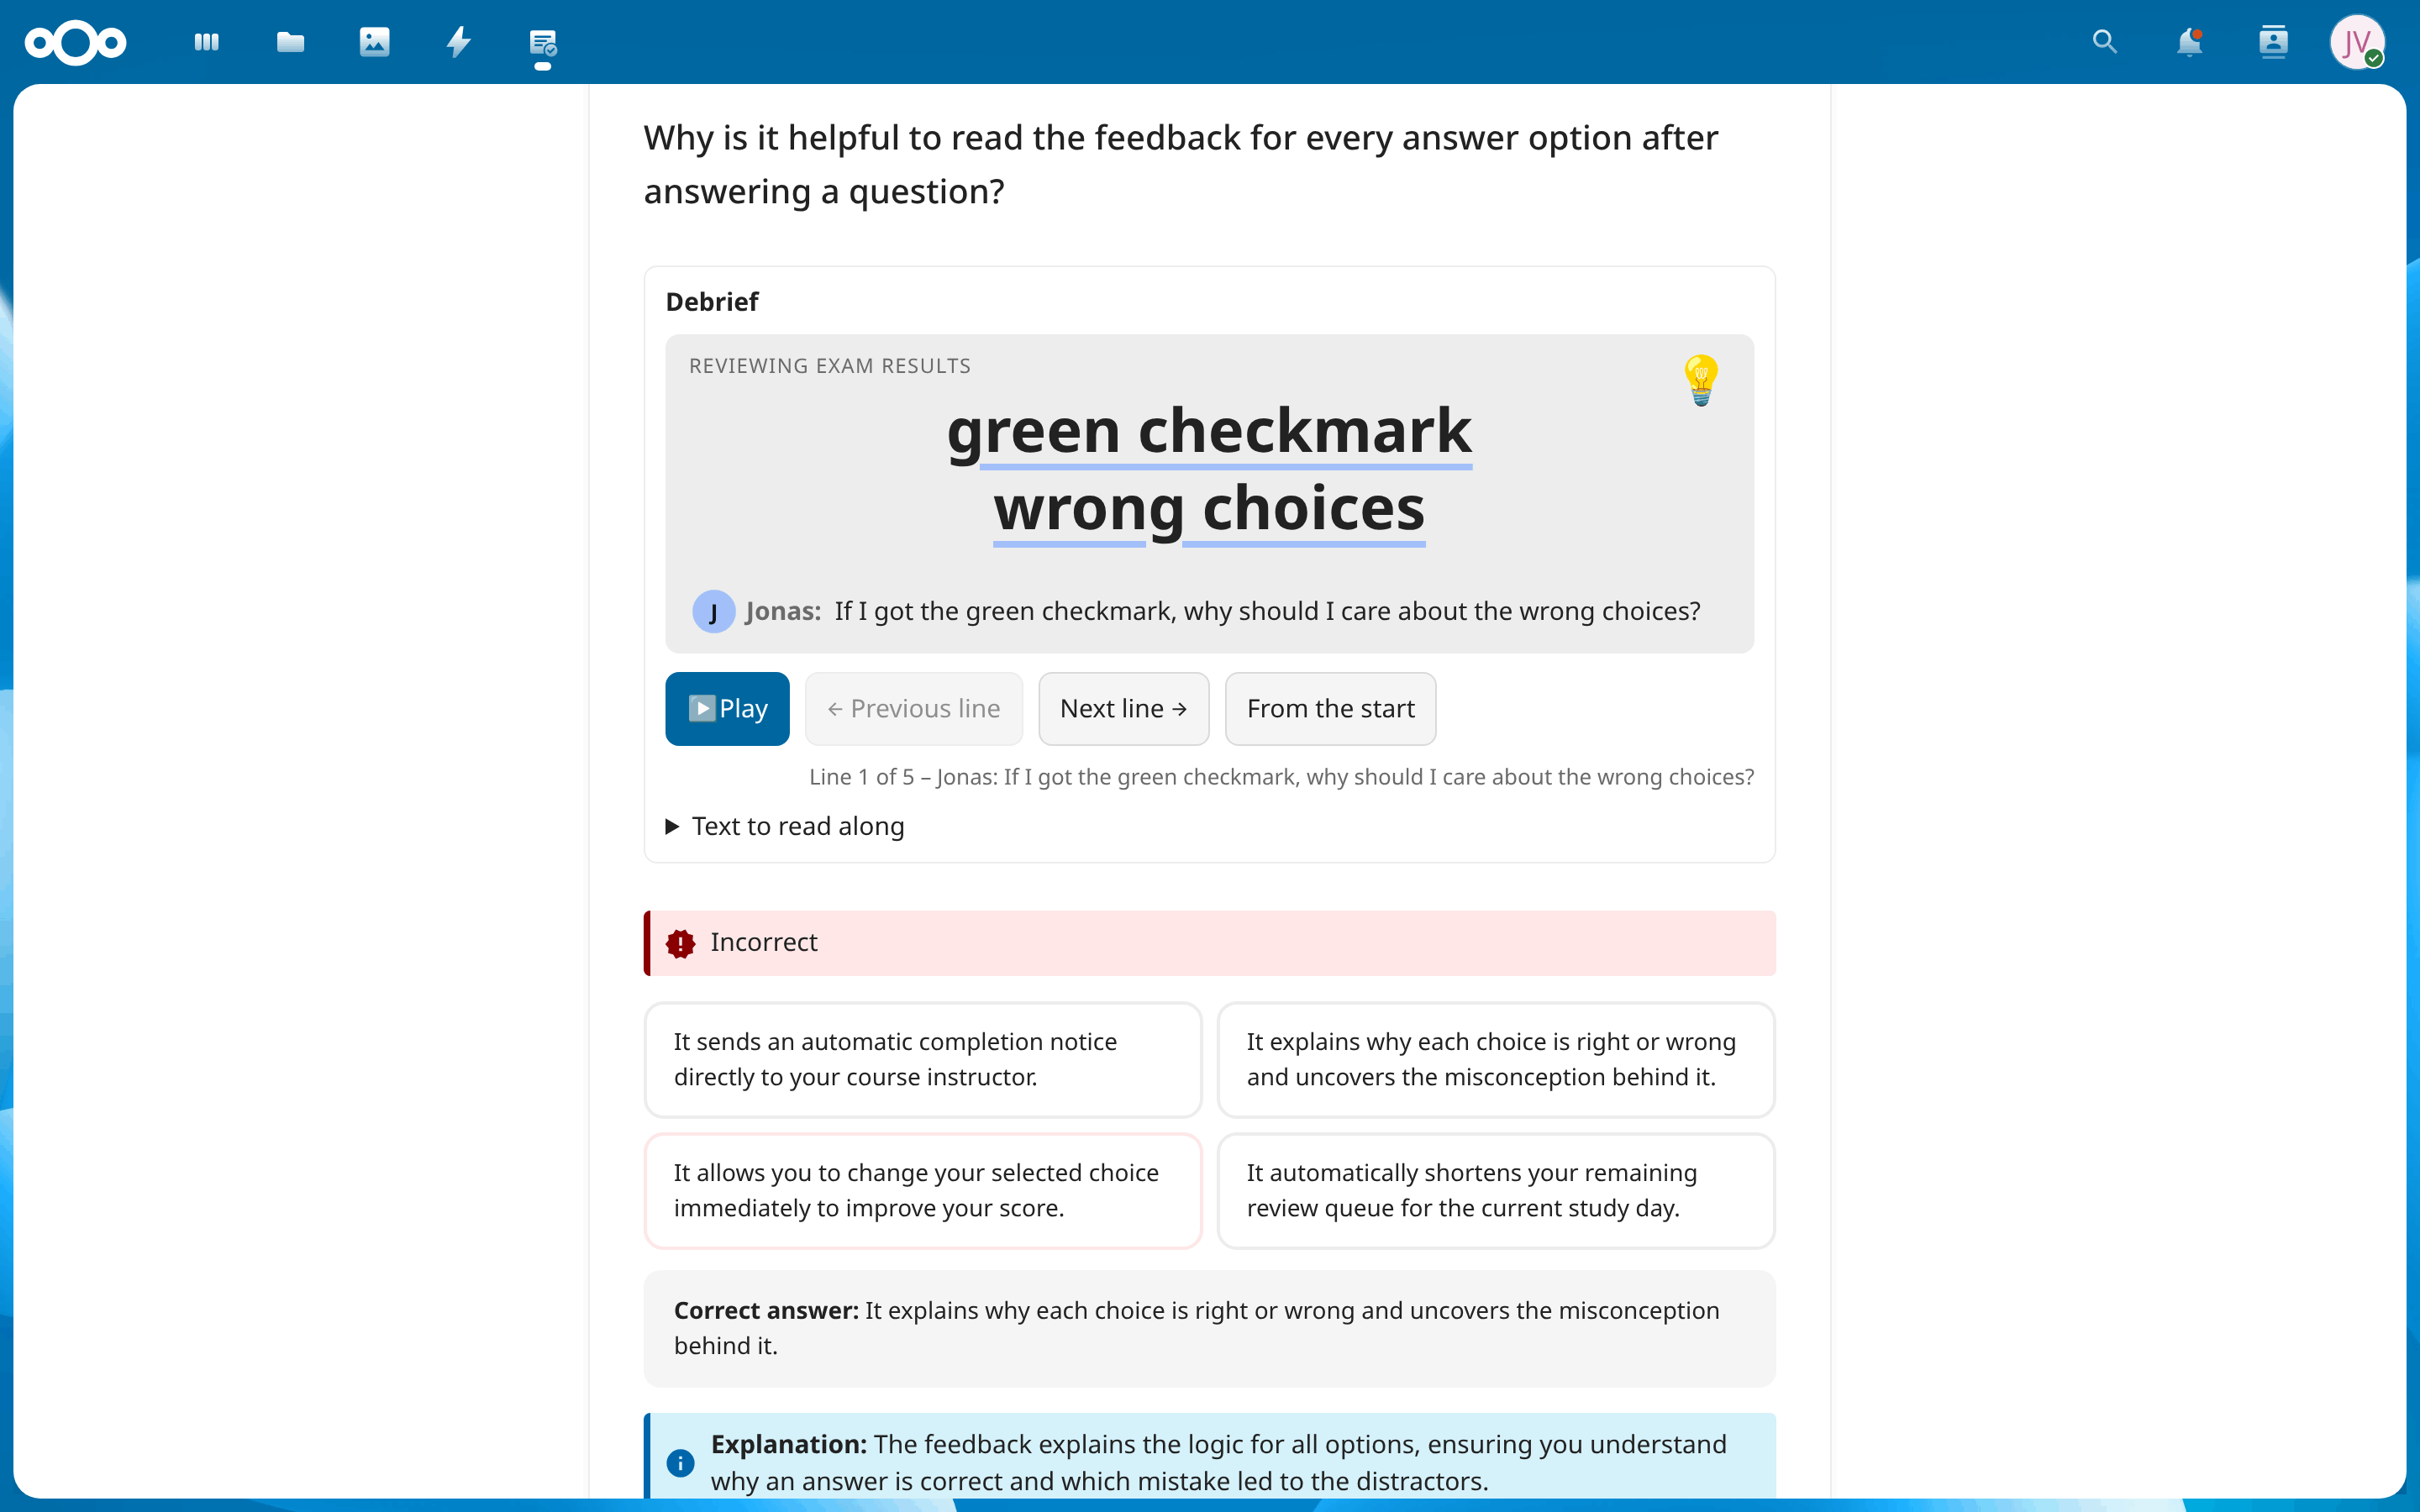 JV
Why is it helpful to read the feedback for every answer option after
answering a question?
Debrief
REVIEWING EXAM RESULTS
green checkmark
wrong choices
J Jonas: If I got the green checkmark, why should I care about the wrong choices?
Play
← Previous line
Next line →
From the start
Line 1 of 5 – Jonas: If I got the green checkmark, why should I care about the wrong choices?
Text to read along
Incorrect
It sends an automatic completion notice
directly to your course instructor.
It explains why each choice is right or wrong
and uncovers the misconception behind it.
It allows you to change your selected choice
immediately to improve your score.
It automatically shortens your remaining
review queue for the current study day.
Correct answer: It explains why each choice is right or wrong and uncovers the misconception
behind it.
Explanation: The feedback explains the logic for all options, ensuring you understand
why an answer is correct and which mistake led to the distractors.